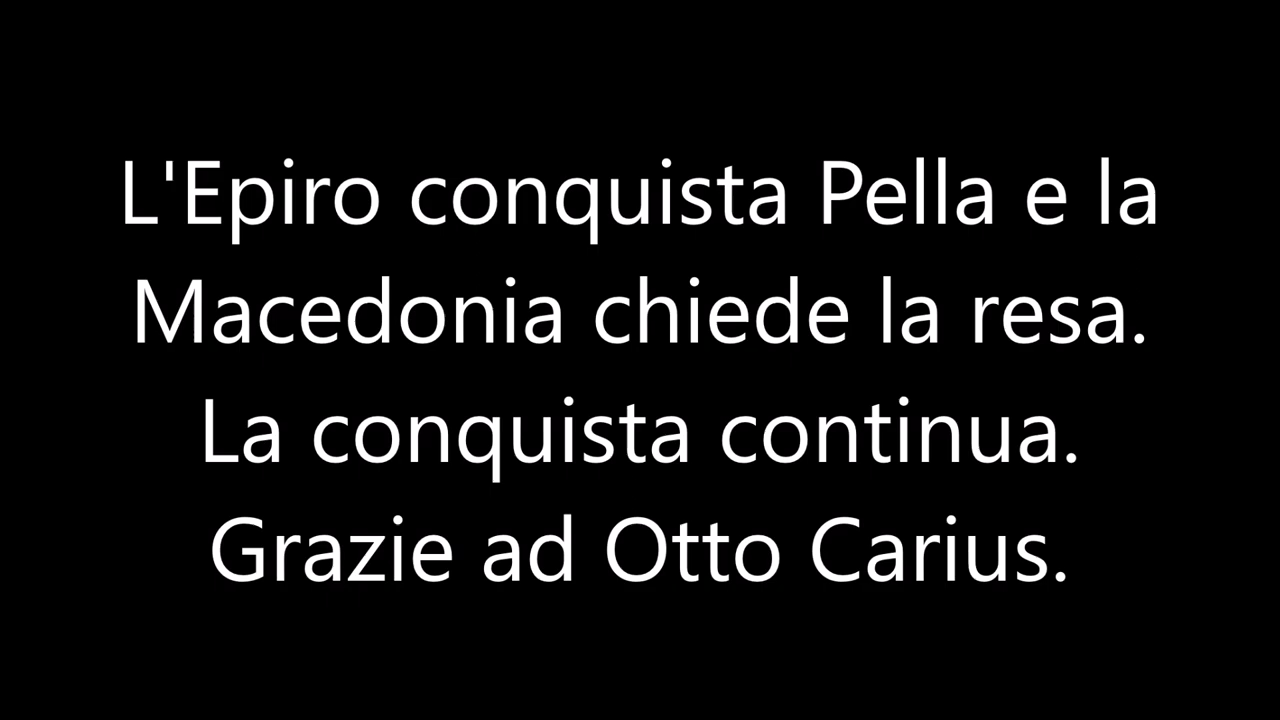 L'Epiro conquista Pella e la
Macedonia chiede la resa.
La conquista continua.
Grazie ad Otto Carius.